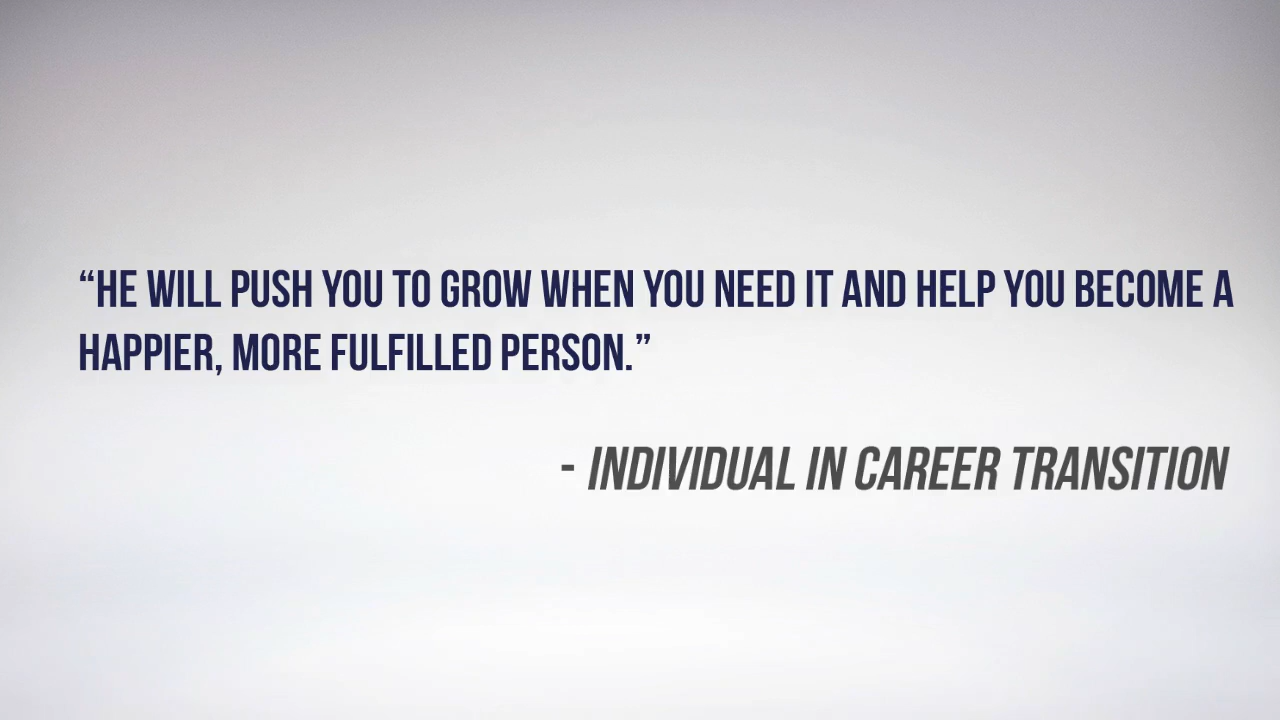 “HE WILL PUSH YOU TO GROW WHEN YOU NEED IT AND HELP YOU BECOME A
HAPPIER, MORE FULFILLED PERSON.”
- INDIVIDUAL IN CAREER TRANSITION